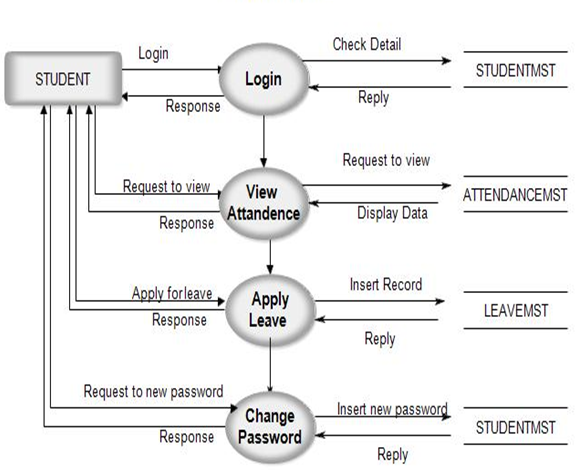 Login
Check Detail
STUDENT
Login
STUDENTMST
Response
Reply
Request to view
Request to view
View
Attandence
ATTENDANCEMST
Response
Display Data
Apply for leave
Apply
Leave
Insert Record
LEAVEMST
Response
Reply
Request to new password
Change
Password
Insert new password
STUDENTMST
Response
Reply